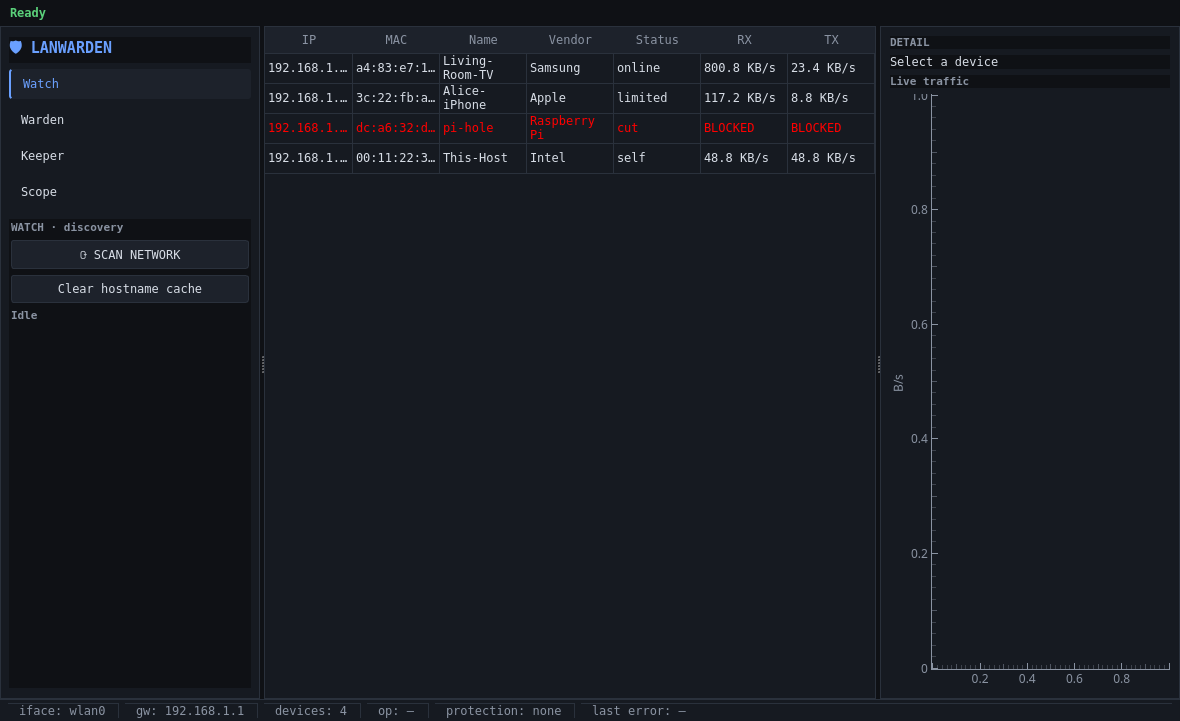 Ready
LANWARDEN
Watch
Warden
Keeper
Scope
WATCH · discovery
SCAN NETWORK
Clear hostname cache
Idle
IP MAC Name Vendor Status RX TX
192.168.1.… a4:83:e7:1… Living-Room-TV Samsung online 800.8 KB/s 23.4 KB/s
192.168.1.… 3c:22:fb:a… Alice-iPhone Apple limited 117.2 KB/s 8.8 KB/s
192.168.1.… dc:a6:32:d… pi-hole Raspberry Pi cut BLOCKED BLOCKED
192.168.1.… 00:11:22:3… This-Host Intel self 48.8 KB/s 48.8 KB/s
DETAIL
Select a device
Live traffic
1.0
0.8
0.6
B/s
0.4
0.2
0
0.2 0.4 0.6 0.8
iface: wlan0 gw: 192.168.1.1 devices: 4 op: — protection: none last error: —